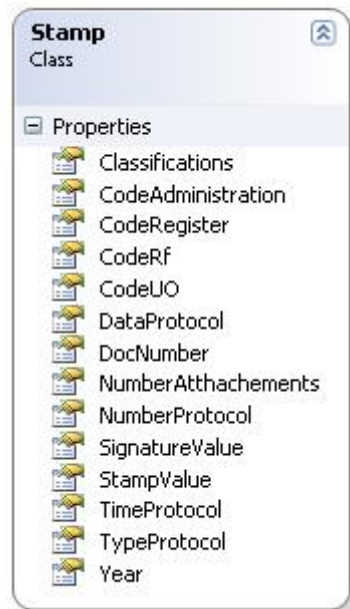 Stamp
Class
Properties
Classifications
CodeAdministration
CodeRegister
CodeRf
CodeUO
DataProtocol
DocNumber
NumberAtthachements
NumberProtocol
SignatureValue
StampValue
TimeProtocol
TypeProtocol
Year